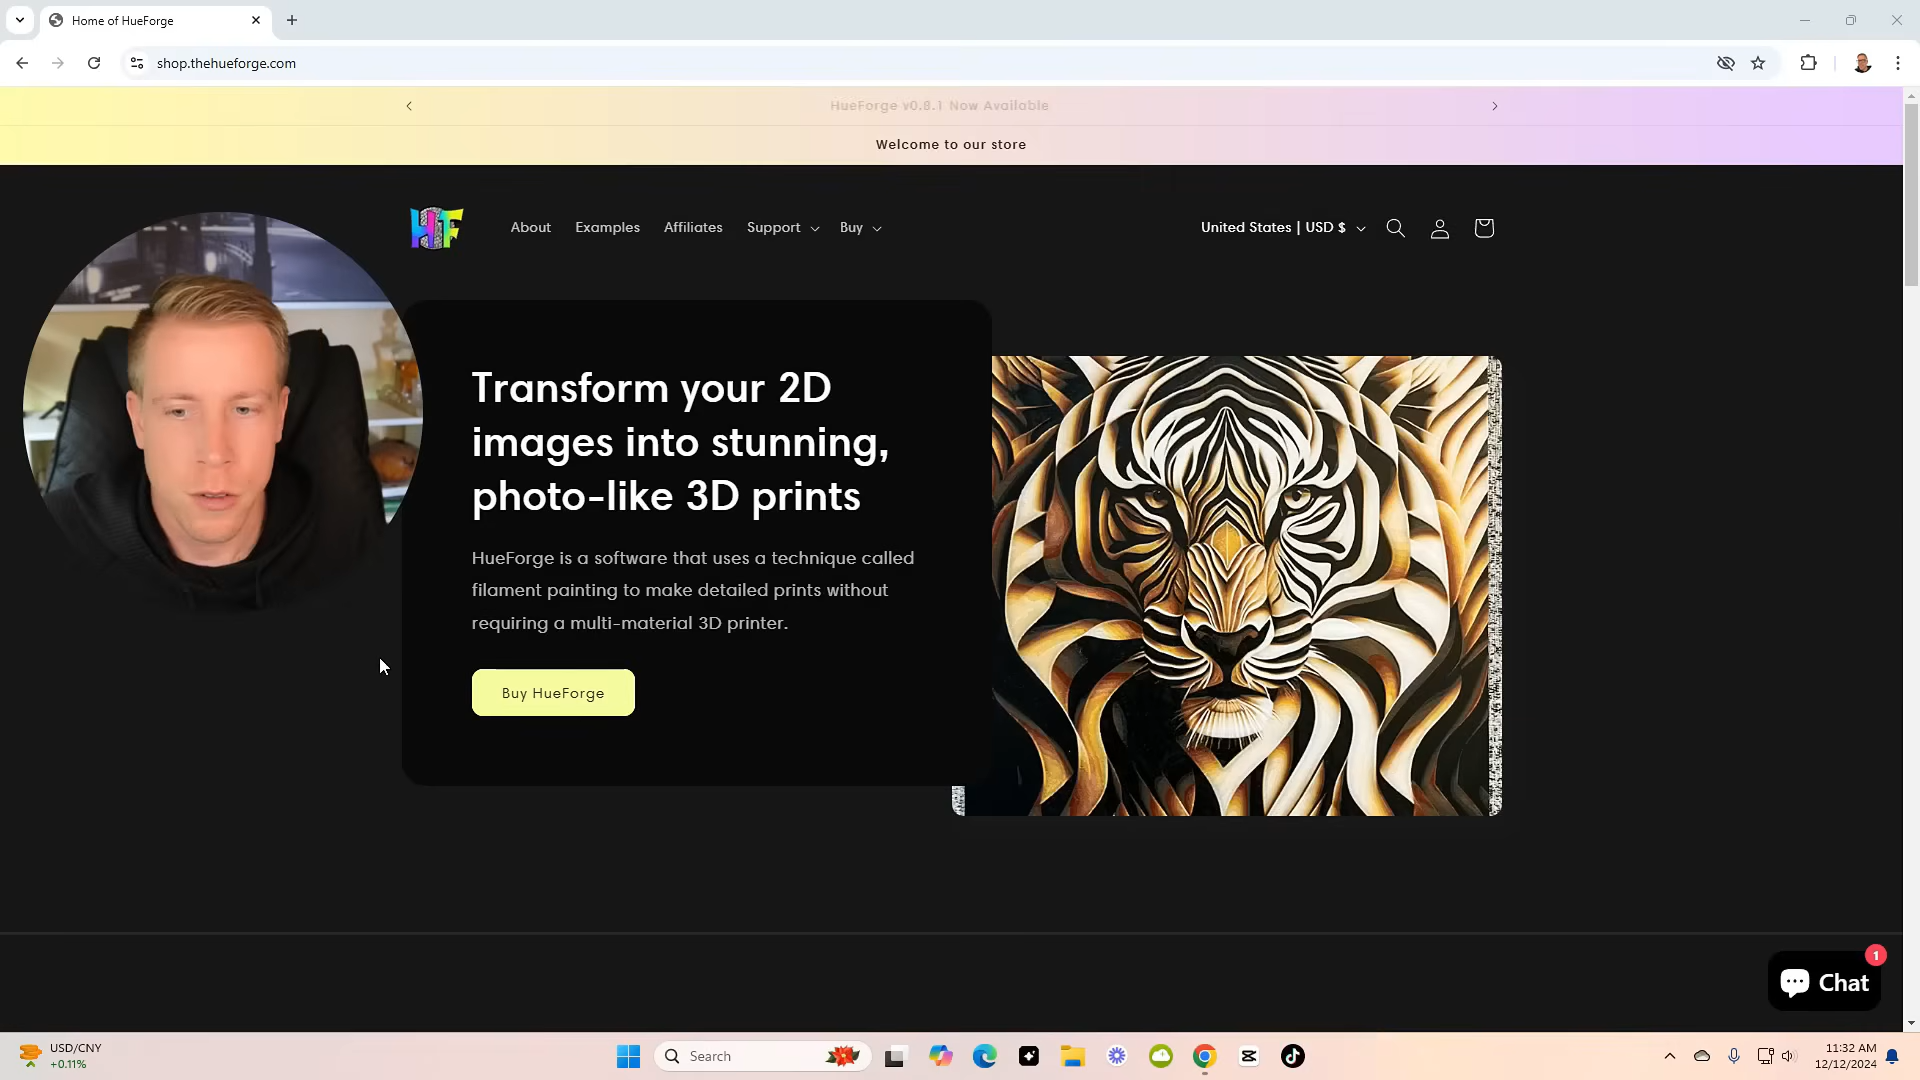 Home of HueForge
shop.thehueforge.com
HueForge v0.8.1 Now Available
Welcome to our store
HF
About
Examples
Affiliates
Support
Buy
United States | USD $
Transform your 2D
images into stunning,
photo-like 3D prints
HueForge is a software that uses a technique called
filament painting to make detailed prints without
requiring a multi-material 3D printer.
Buy HueForge
1
Chat
USD/CNY
+0.11%
Search
11:32 AM
12/12/2024